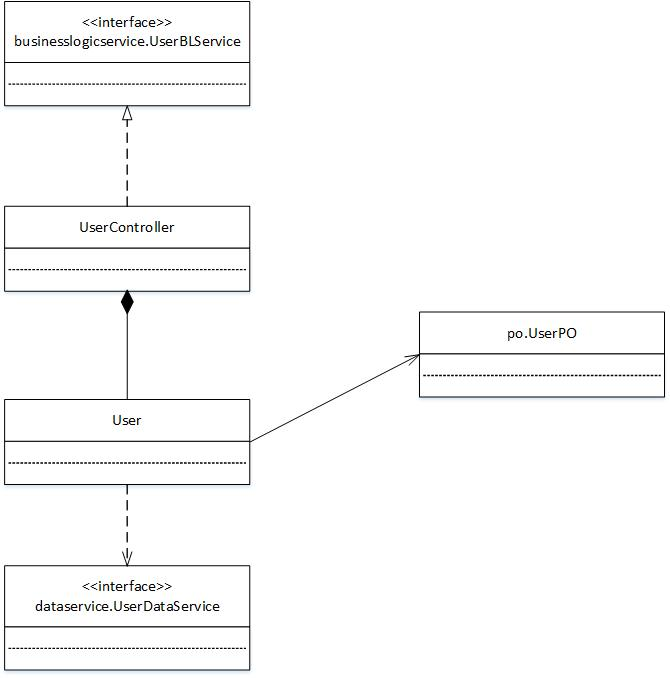 <<interface>>
businesslogicservice.UserBLService
UserController
po.UserPO
User
<<interface>>
dataservice.UserDataService